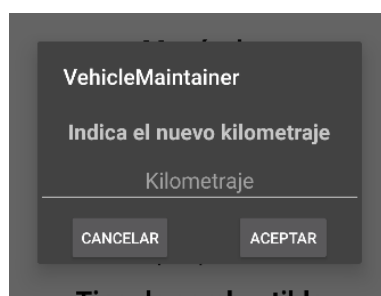 VehicleMaintainer
Indica el nuevo kilometraje
Kilometraje
CANCELAR
ACEPTAR